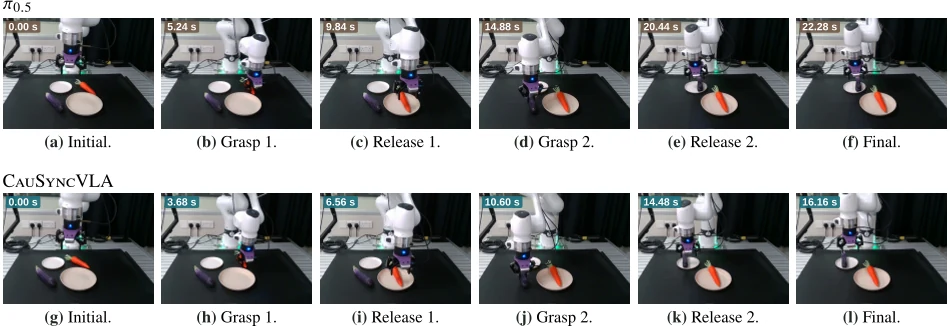 π0.5
0.00 s 5.24 s 9.84 s 14.88 s 20.44 s 22.28 s
(a) Initial. (b) Grasp 1. (c) Release 1. (d) Grasp 2. (e) Release 2. (f) Final.
CAUSYNCVLA
0.00 s 3.68 s 6.56 s 10.60 s 14.48 s 16.16 s
(g) Initial. (h) Grasp 1. (i) Release 1. (j) Grasp 2. (k) Release 2. (l) Final.